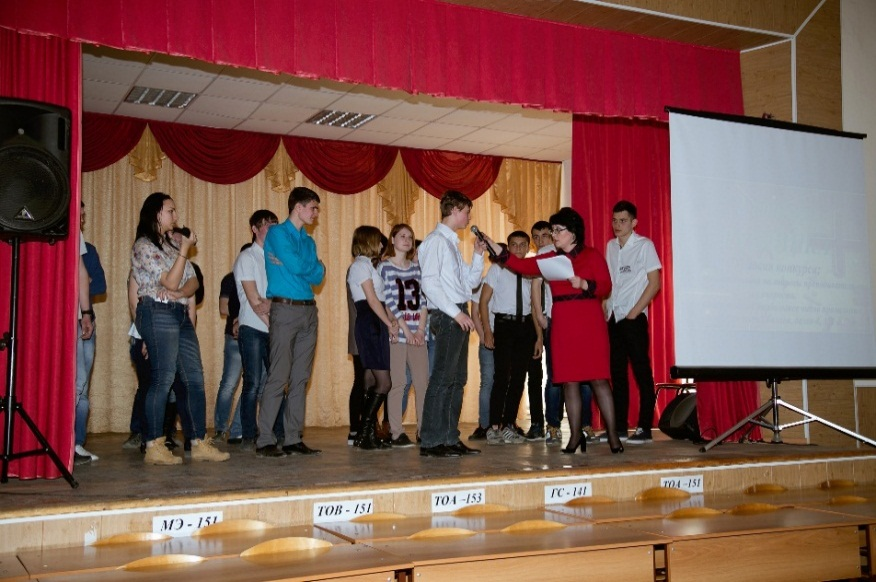 13
МЭ - 151
ТОВ - 151
ТОА - 153
ГС - 141
ТОА - 151